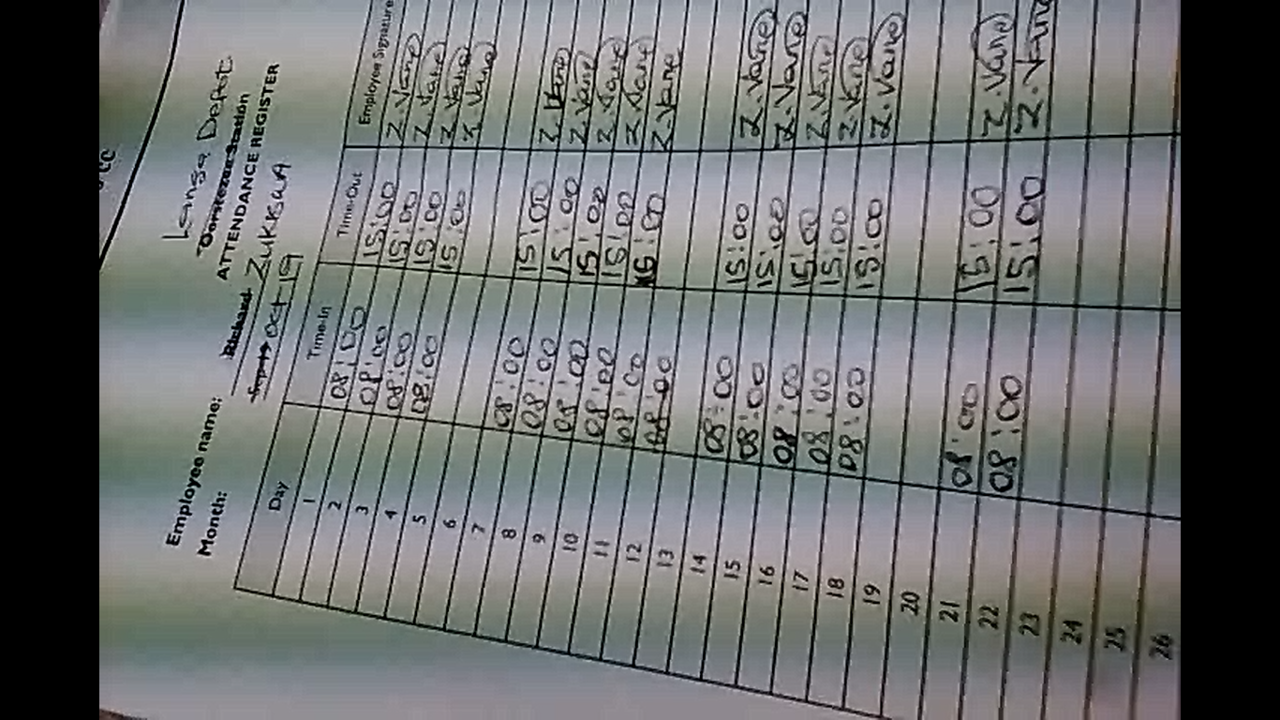 Langa Depot
ATTENDANCE REGISTER
Employee name: ZUKISWA
Month: Oct 19
Day Time-In Time-Out Employee Signature
1 08:00 15:00 Z.Vane
2 08:00 15:00 Z.Vane
3 08:00 15:00 Z.Vane
4 08:00 15:00 Z.Vane
5
6
7 08:00 15:00 Z.Vane
8 08:00 15:00 Z.Vane
9 08:00 15:00 Z.Vane
10 08:00 15:00 Z.Vane
11 08:00 15:00 Z.Vane
12 08:00
13
14 08:00 15:00 Z.Vane
15 08:00 15:00 Z.Vane
16 08:00 15:00 Z.Vane
17 08:00 15:00 Z.Vane
18 08:00 15:00 Z.Vane
19
20
21 08:00 15:00 Z.Vane
22 08:00 15:00 Z.Vane
23
24
25
26